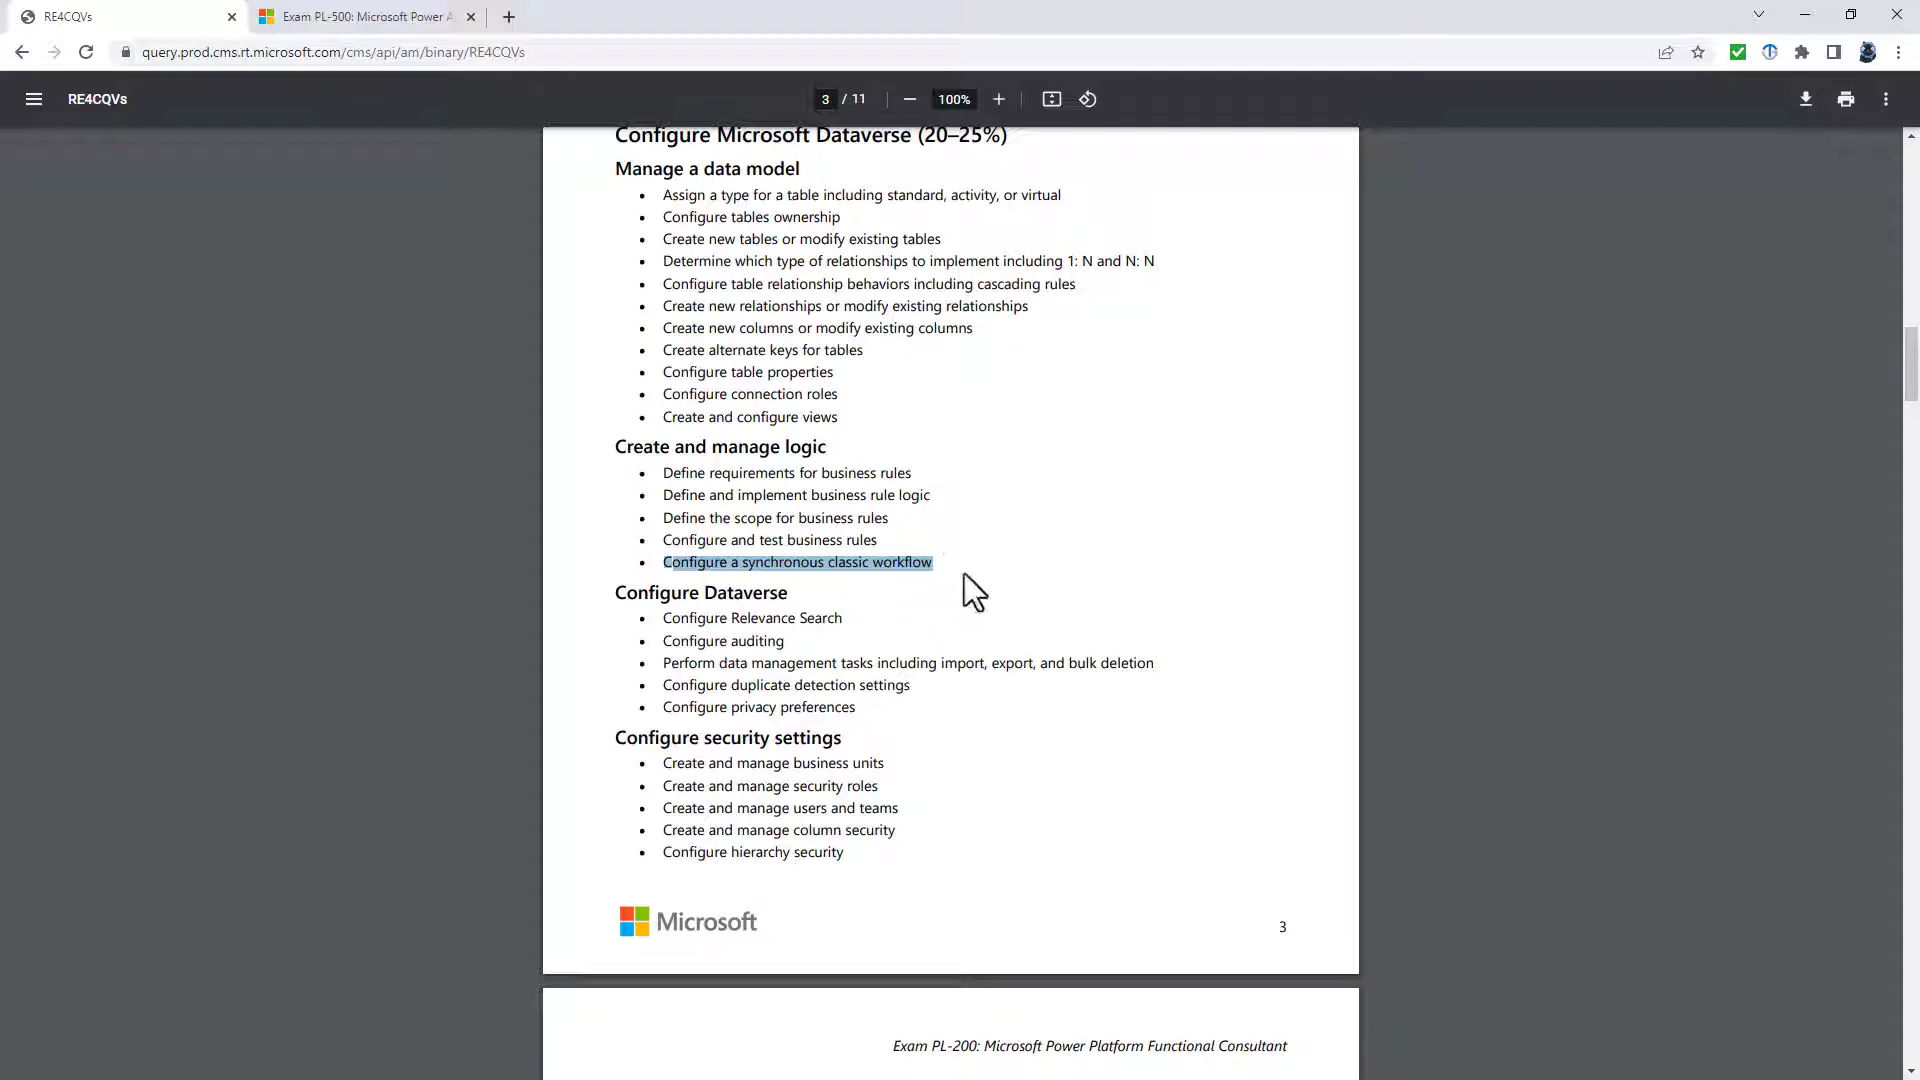 RE4CQVs
Exam PL-500: Microsoft Power A
query.prod.cms.rt.microsoft.com/cms/api/am/binary/RE4CQVs
RE4CQVs
3 / 11
100%
Configure Microsoft Dataverse (20–25%)
Manage a data model
• Assign a type for a table including standard, activity, or virtual
• Configure tables ownership
• Create new tables or modify existing tables
• Determine which type of relationships to implement including 1: N and N: N
• Configure table relationship behaviors including cascading rules
• Create new relationships or modify existing relationships
• Create new columns or modify existing columns
• Create alternate keys for tables
• Configure table properties
• Configure connection roles
• Create and configure views
Create and manage logic
• Define requirements for business rules
• Define and implement business rule logic
• Define the scope for business rules
• Configure and test business rules
• Configure a synchronous classic workflow
Configure Dataverse
• Configure Relevance Search
• Configure auditing
• Perform data management tasks including import, export, and bulk deletion
• Configure duplicate detection settings
• Configure privacy preferences
Configure security settings
• Create and manage business units
• Create and manage security roles
• Create and manage users and teams
• Create and manage column security
• Configure hierarchy security
Microsoft
3
Exam PL-200: Microsoft Power Platform Functional Consultant